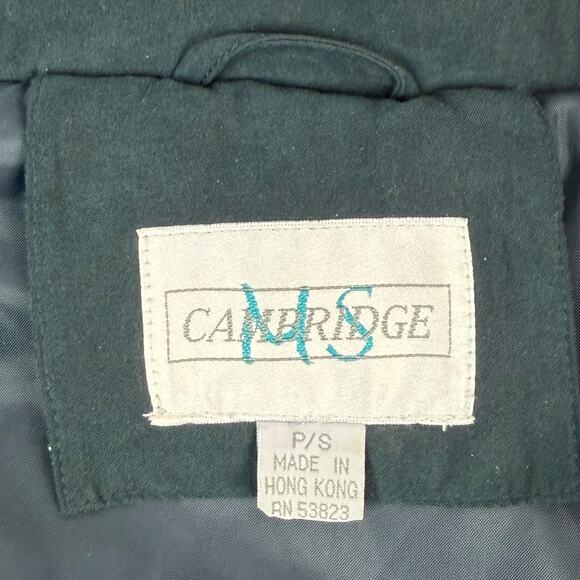 CAMBRIDGE
MS
P/S
MADE IN
HONG KONG
RN 53823